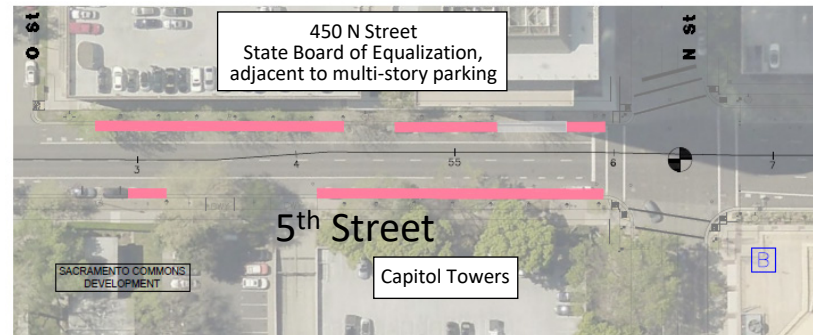 O St
450 N Street
State Board of Equalization,
adjacent to multi-story parking
N St
3
4
55
6
7
5th Street
SACRAMENTO COMMONS
DEVELOPMENT
Capitol Towers
B